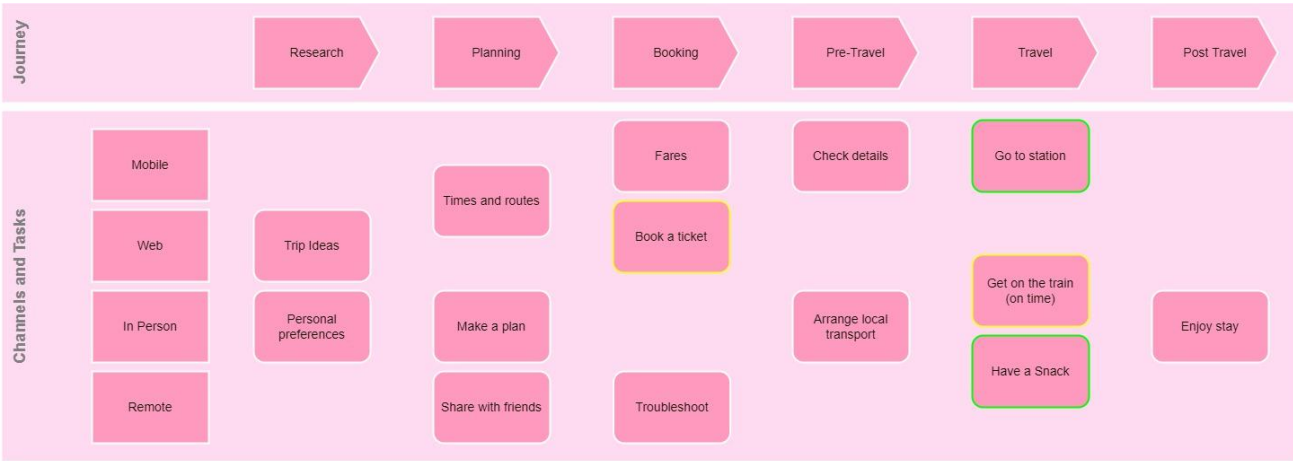 Journey
Research
Planning
Booking
Pre-Travel
Travel
Post Travel
Channels and Tasks
Mobile
Fares
Check details
Go to station
Times and routes
Web
Trip Ideas
Book a ticket
Get on the train
(on time)
In Person
Personal
preferences
Make a plan
Arrange local
transport
Enjoy stay
Have a Snack
Remote
Share with friends
Troubleshoot